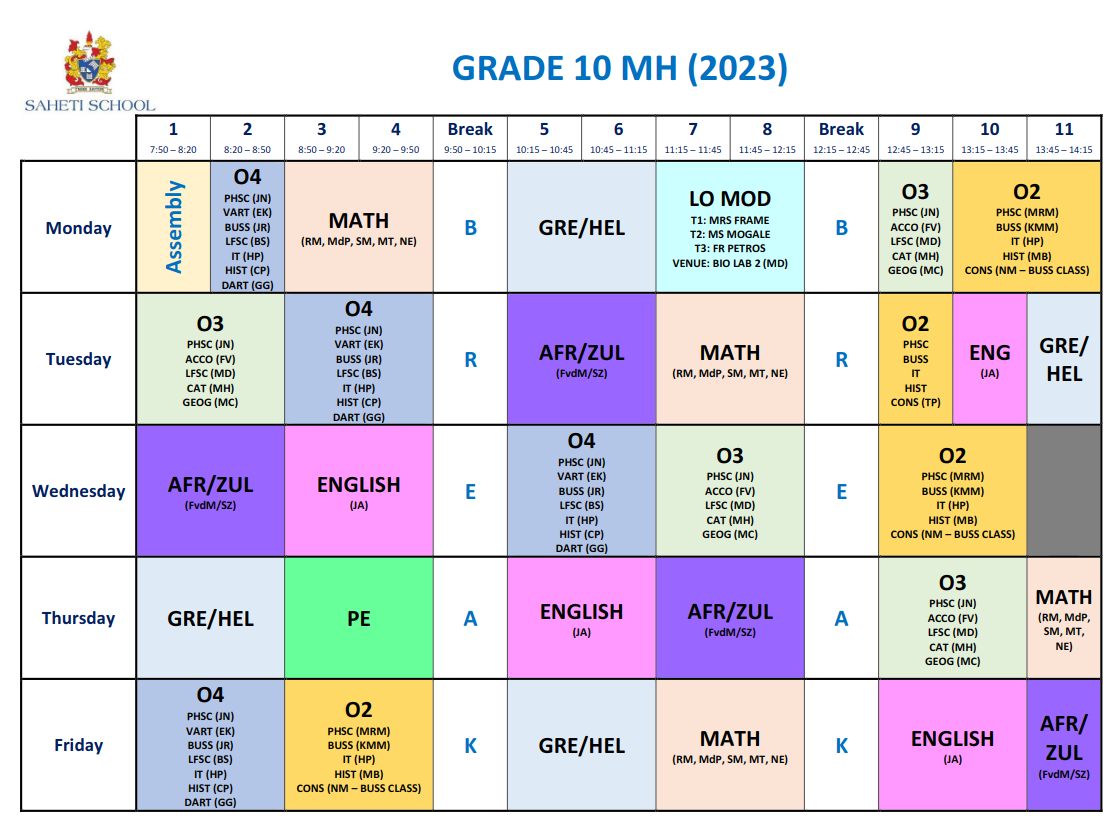 SAHETI SCHOOL
GRADE 10 MH (2023)
1 2 3 4 Break 5 6 7 8 Break 9 10 11
7:50 – 8:20 8:20 – 8:50 8:50 – 9:20 9:20 – 9:50 9:50 – 10:15 10:15 – 10:45 10:45 – 11:15 11:15 – 11:45 11:45 – 12:15 12:15 – 12:45 12:45 – 13:15 13:15 – 13:45 13:45 – 14:15
Monday
Assembly
O4
PHSC (JN)
VART (EK)
BUSS (JR)
LFSC (BS)
IT (HP)
HIST (CP)
DART (GG)
MATH
(RM, MdP, SM, MT, NE)
B
GRE/HEL
LO MOD
T1: MRS FRAME
T2: MS MOGALE
T3: FR PETROS
VENUE: BIO LAB 2 (MD)
B
O3
PHSC (JN)
ACCO (FV)
LFSC (MD)
CAT (MH)
GEOG (MC)
O2
PHSC (MRM)
BUSS (KMM)
IT (HP)
HIST (MB)
CONS (NM – BUSS CLASS)
Tuesday
O3
PHSC (JN)
ACCO (FV)
LFSC (MD)
CAT (MH)
GEOG (MC)
O4
PHSC (JN)
VART (EK)
BUSS (JR)
LFSC (BS)
IT (HP)
HIST (CP)
DART (GG)
R
AFR/ZUL
(FvdM/SZ)
MATH
(RM, MdP, SM, MT, NE)
R
O2
PHSC
BUSS
IT
HIST
CONS (TP)
ENG
(JA)
GRE/
HEL
Wednesday
AFR/ZUL
(FvdM/SZ)
ENGLISH
(JA)
E
O4
PHSC (JN)
VART (EK)
BUSS (JR)
LFSC (BS)
IT (HP)
HIST (CP)
DART (GG)
O3
PHSC (JN)
ACCO (FV)
LFSC (MD)
CAT (MH)
GEOG (MC)
E
O2
PHSC (MRM)
BUSS (KMM)
IT (HP)
HIST (MB)
CONS (NM – BUSS CLASS)
Thursday
GRE/HEL
PE
A
ENGLISH
(JA)
AFR/ZUL
(FvdM/SZ)
A
O3
PHSC (JN)
ACCO (FV)
LFSC (MD)
CAT (MH)
GEOG (MC)
MATH
(RM, MdP,
SM, MT,
NE)
Friday
O4
PHSC (JN)
VART (EK)
BUSS (JR)
LFSC (BS)
IT (HP)
HIST (CP)
DART (GG)
O2
PHSC (MRM)
BUSS (KMM)
IT (HP)
HIST (MB)
CONS (NM – BUSS CLASS)
K
GRE/HEL
MATH
(RM, MdP, SM, MT, NE)
K
ENGLISH
(JA)
AFR/
ZUL
(FvdM/SZ)